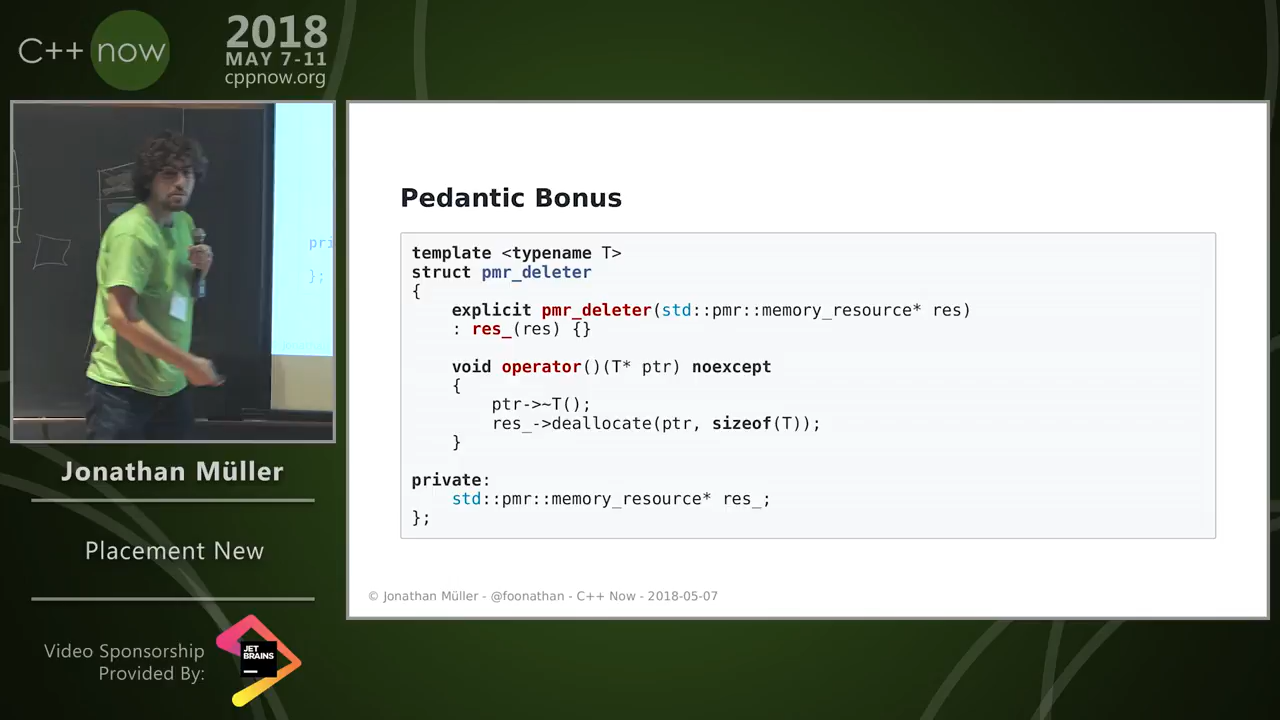 C++ now
2018
MAY 7-11
cppnow.org
pri
};
Jonathan Müller
Placement New
Video Sponsorship
Provided By:
JET
BRAINS
Pedantic Bonus
template <typename T>
struct pmr_deleter
{
    explicit pmr_deleter(std::pmr::memory_resource* res)
    : res_(res) {}
    void operator()(T* ptr) noexcept
    {
        ptr->~T();
        res_->deallocate(ptr, sizeof(T));
    }
private:
    std::pmr::memory_resource* res_;
};
© Jonathan Müller - @foonathan - C++ Now - 2018-05-07